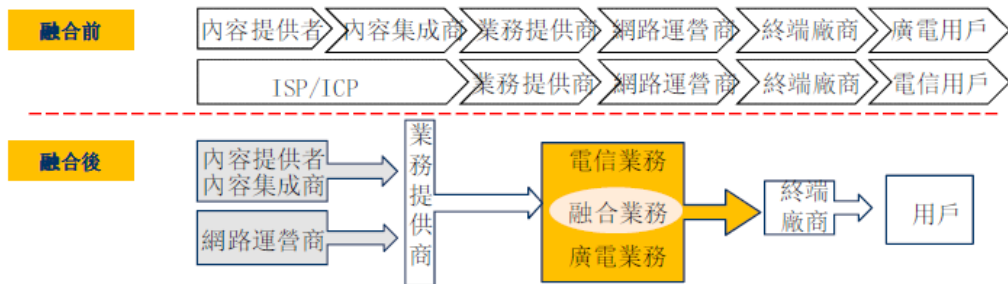 融合前
內容提供者 內容集成商 業務提供商 網路運營商 終端廠商 廣電用戶
ISP/ICP 業務提供商 網路運營商 終端廠商 電信用戶
融合後
內容提供者
內容集成商
網路運營商
業務提供商
電信業務
融合業務
廣電業務
終端
廠商
用戶